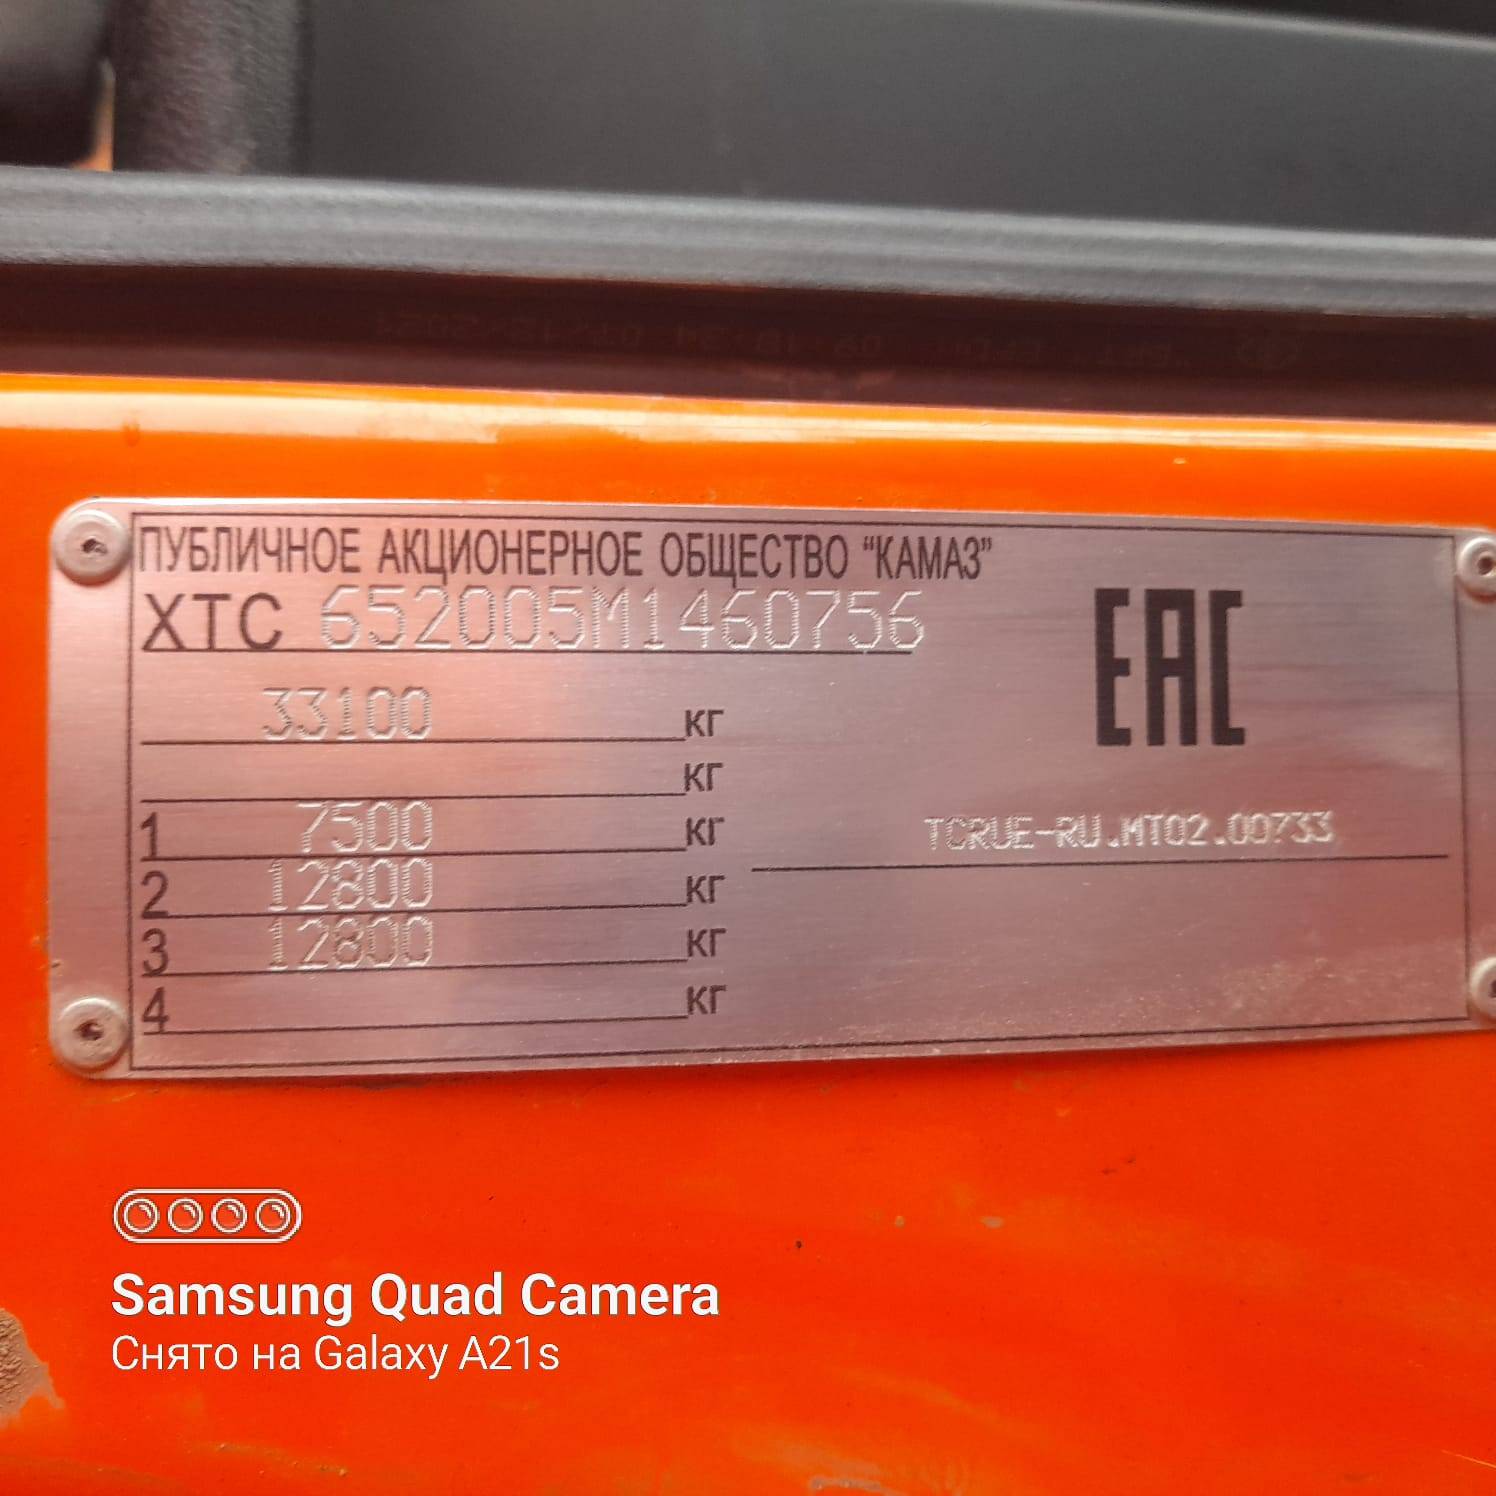 ПУБЛИЧНОЕ АКЦИОНЕРНОЕ ОБЩЕСТВО “КАМАЗ”
XTC 652005M1460756
EAC
33100 кг
кг
1 7500 кг
TCRUE-RU.MT02.00733
2 12800 кг
3 12800 кг
4 кг
Samsung Quad Camera
Снято на Galaxy A21s